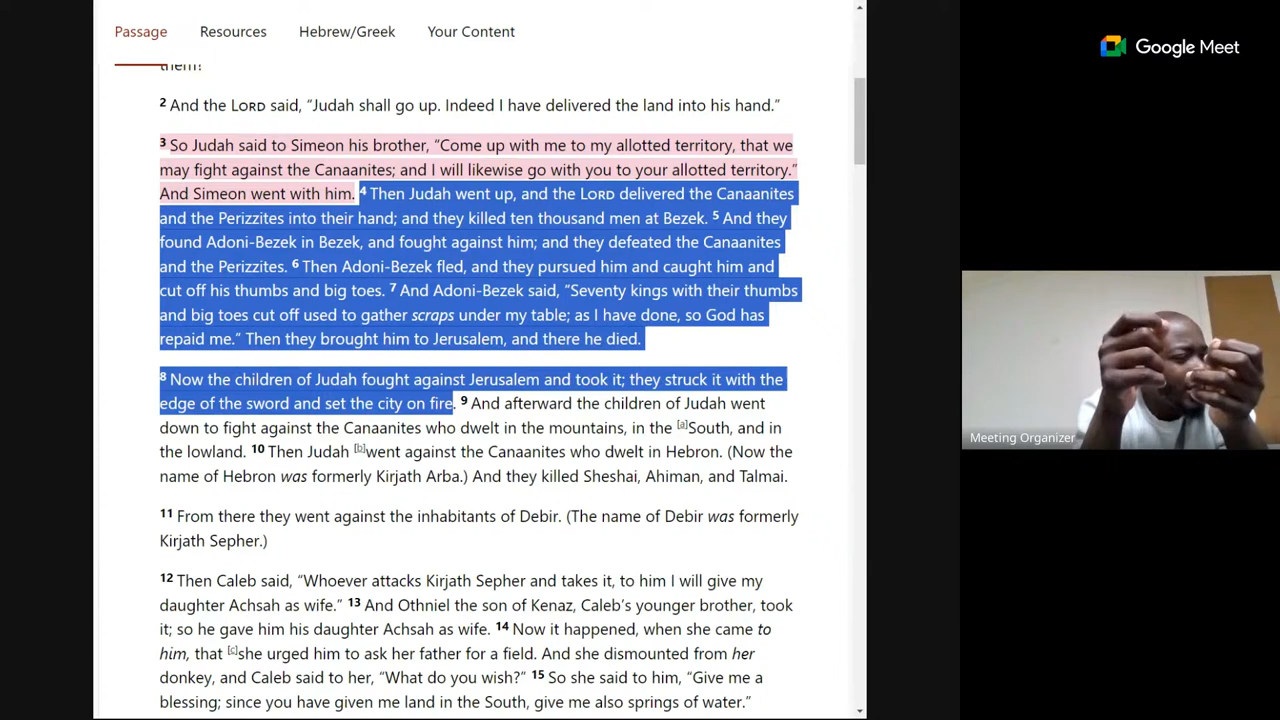 Passage
Resources
Hebrew/Greek
Your Content
them?
2 And the LORD said, “Judah shall go up. Indeed I have delivered the land into his hand.”
3 So Judah said to Simeon his brother, “Come up with me to my allotted territory, that we
may fight against the Canaanites; and I will likewise go with you to your allotted territory.”
And Simeon went with him. 4 Then Judah went up, and the LORD delivered the Canaanites
and the Perizzites into their hand; and they killed ten thousand men at Bezek. 5 And they
found Adoni-Bezek in Bezek, and fought against him; and they defeated the Canaanites
and the Perizzites. 6 Then Adoni-Bezek fled, and they pursued him and caught him and
cut off his thumbs and big toes. 7 And Adoni-Bezek said, “Seventy kings with their thumbs
and big toes cut off used to gather scraps under my table; as I have done, so God has
repaid me.” Then they brought him to Jerusalem, and there he died.
8 Now the children of Judah fought against Jerusalem and took it; they struck it with the
edge of the sword and set the city on fire. 9 And afterward the children of Judah went
down to fight against the Canaanites who dwelt in the mountains, in the [a]South, and in
the lowland. 10 Then Judah [b]went against the Canaanites who dwelt in Hebron. (Now the
name of Hebron was formerly Kirjath Arba.) And they killed Sheshai, Ahiman, and Talmai.
11 From there they went against the inhabitants of Debir. (The name of Debir was formerly
Kirjath Sepher.)
12 Then Caleb said, “Whoever attacks Kirjath Sepher and takes it, to him I will give my
daughter Achsah as wife.” 13 And Othniel the son of Kenaz, Caleb’s younger brother, took
it; so he gave him his daughter Achsah as wife. 14 Now it happened, when she came to
him, that [c]she urged him to ask her father for a field. And she dismounted from her
donkey, and Caleb said to her, “What do you wish?” 15 So she said to him, “Give me a
blessing; since you have given me land in the South, give me also springs of water.”
Google Meet
Meeting Organizer